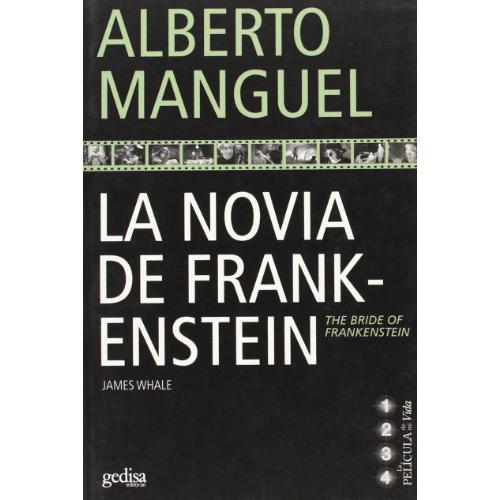 ALBERTO
MANGUEL
LA NOVIA
DE FRANK-
ENSTEIN
THE BRIDE OF
FRANKENSTEIN
JAMES WHALE
1
2
3
4
La
PELÍCULA de
mi Vida
gedisa
editorial